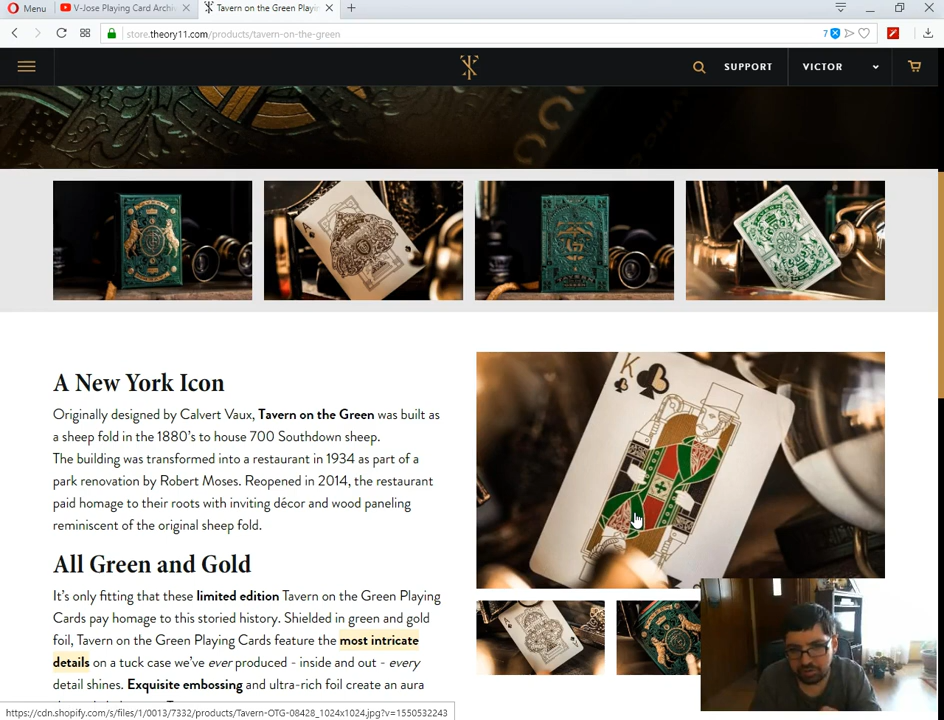 Menu
V-Jose Playing Card Archi
Tavern on the Green Playin
store.theory11.com/products/tavern-on-the-green
7
SUPPORT
VICTOR
A New York Icon
Originally designed by Calvert Vaux, Tavern on the Green was built as
a sheep fold in the 1880's to house 700 Southdown sheep.
The building was transformed into a restaurant in 1934 as part of a
park renovation by Robert Moses. Reopened in 2014, the restaurant
paid homage to their roots with inviting décor and wood paneling
reminiscent of the original sheep fold.
All Green and Gold
It's only fitting that these limited edition Tavern on the Green Playing
Cards pay homage to this storied history. Shielded in green and gold
foil, Tavern on the Green Playing Cards feature the most intricate
details on a tuck case we've ever produced - inside and out - every
detail shines. Exquisite embossing and ultra-rich foil create an aura
K
https://cdn.shopify.com/s/files/1/0013/7332/products/Tavern-OTG-08428_1024x1024.jpg?v=1550532243